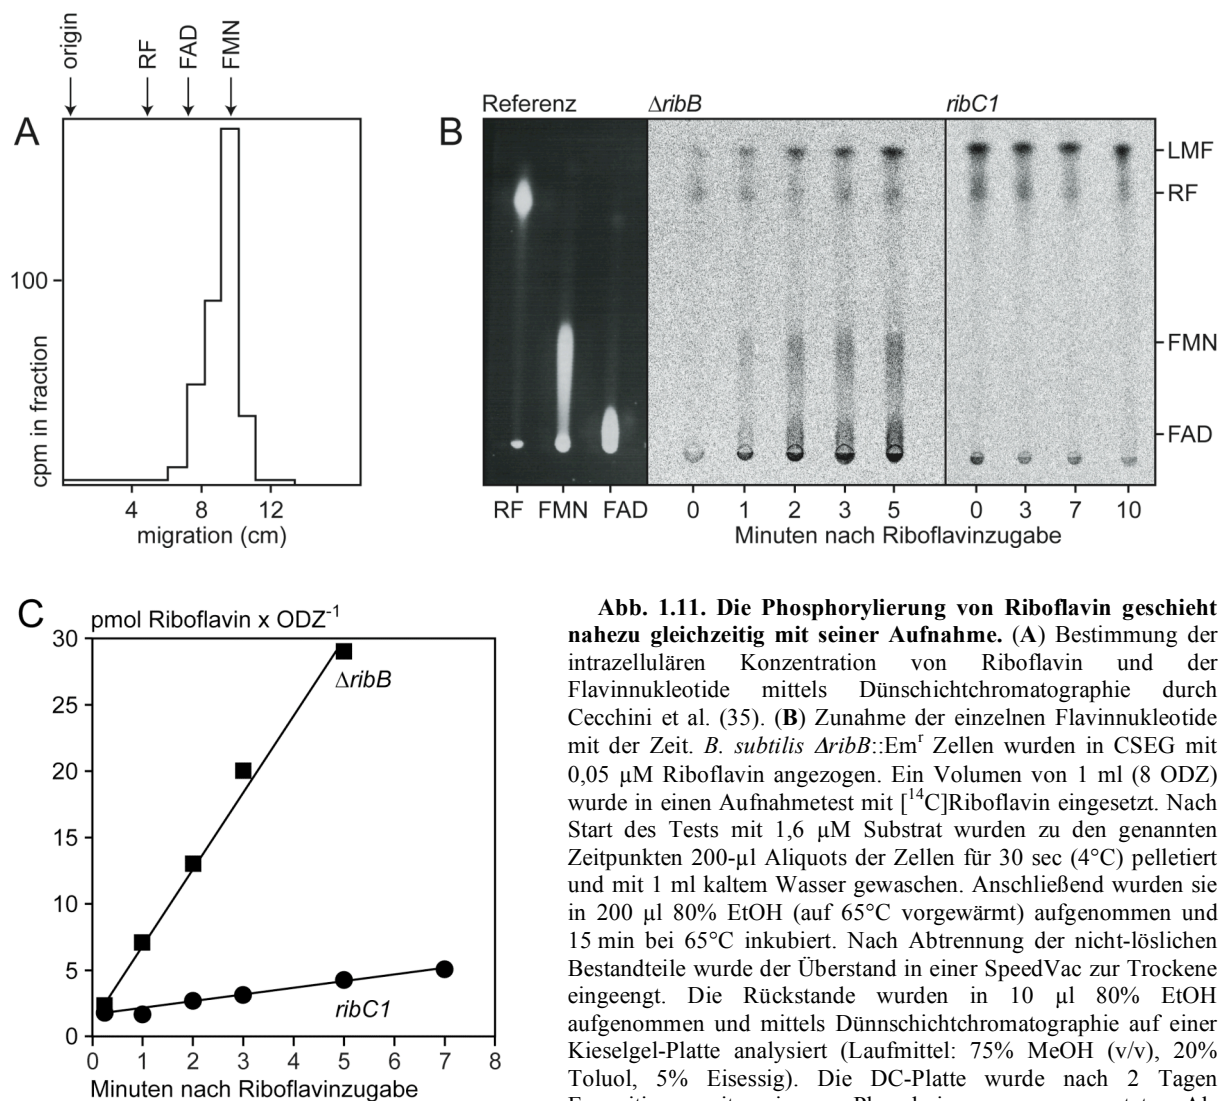 origin
RF
FAD
FMN
A
100
cpm in fraction
4 8 12
migration (cm)
B
Referenz ΔribB ribC1
LMF
RF
FMN
FAD
RF FMN FAD 0 1 2 3 5 0 3 7 10
Minuten nach Riboflavinzugabe
C
pmol Riboflavin x ODZ⁻¹
30
25
20
15
10
5
0
ΔribB
ribC1
0 1 2 3 4 5 6 7 8
Minuten nach Riboflavinzugabe
Abb. 1.11. Die Phosphorylierung von Riboflavin geschieht
nahezu gleichzeitig mit seiner Aufnahme. (A) Bestimmung der
intrazellulären Konzentration von Riboflavin und der
Flavinnukleotide mittels Dünschichtchromatographie durch
Cecchini et al. (35). (B) Zunahme der einzelnen Flavinnukleotide
mit der Zeit. B. subtilis ΔribB::Emʳ Zellen wurden in CSEG mit
0,05 µM Riboflavin angezogen. Ein Volumen von 1 ml (8 ODZ)
wurde in einen Aufnahmetest mit [¹⁴C]Riboflavin eingesetzt. Nach
Start des Tests mit 1,6 µM Substrat wurden zu den genannten
Zeitpunkten 200-µl Aliquots der Zellen für 30 sec (4°C) pelletiert
und mit 1 ml kaltem Wasser gewaschen. Anschließend wurden sie
in 200 µl 80% EtOH (auf 65°C vorgewärmt) aufgenommen und
15 min bei 65°C inkubiert. Nach Abtrennung der nicht-löslichen
Bestandteile wurde der Überstand in einer SpeedVac zur Trockene
eingeengt. Die Rückstande wurden in 10 µl 80% EtOH
aufgenommen und mittels Dünnschichtchromatographie auf einer
Kieselgel-Platte analysiert (Laufmittel: 75% MeOH (v/v), 20%
Toluol, 5% Eisessig). Die DC-Platte wurde nach 2 Tagen